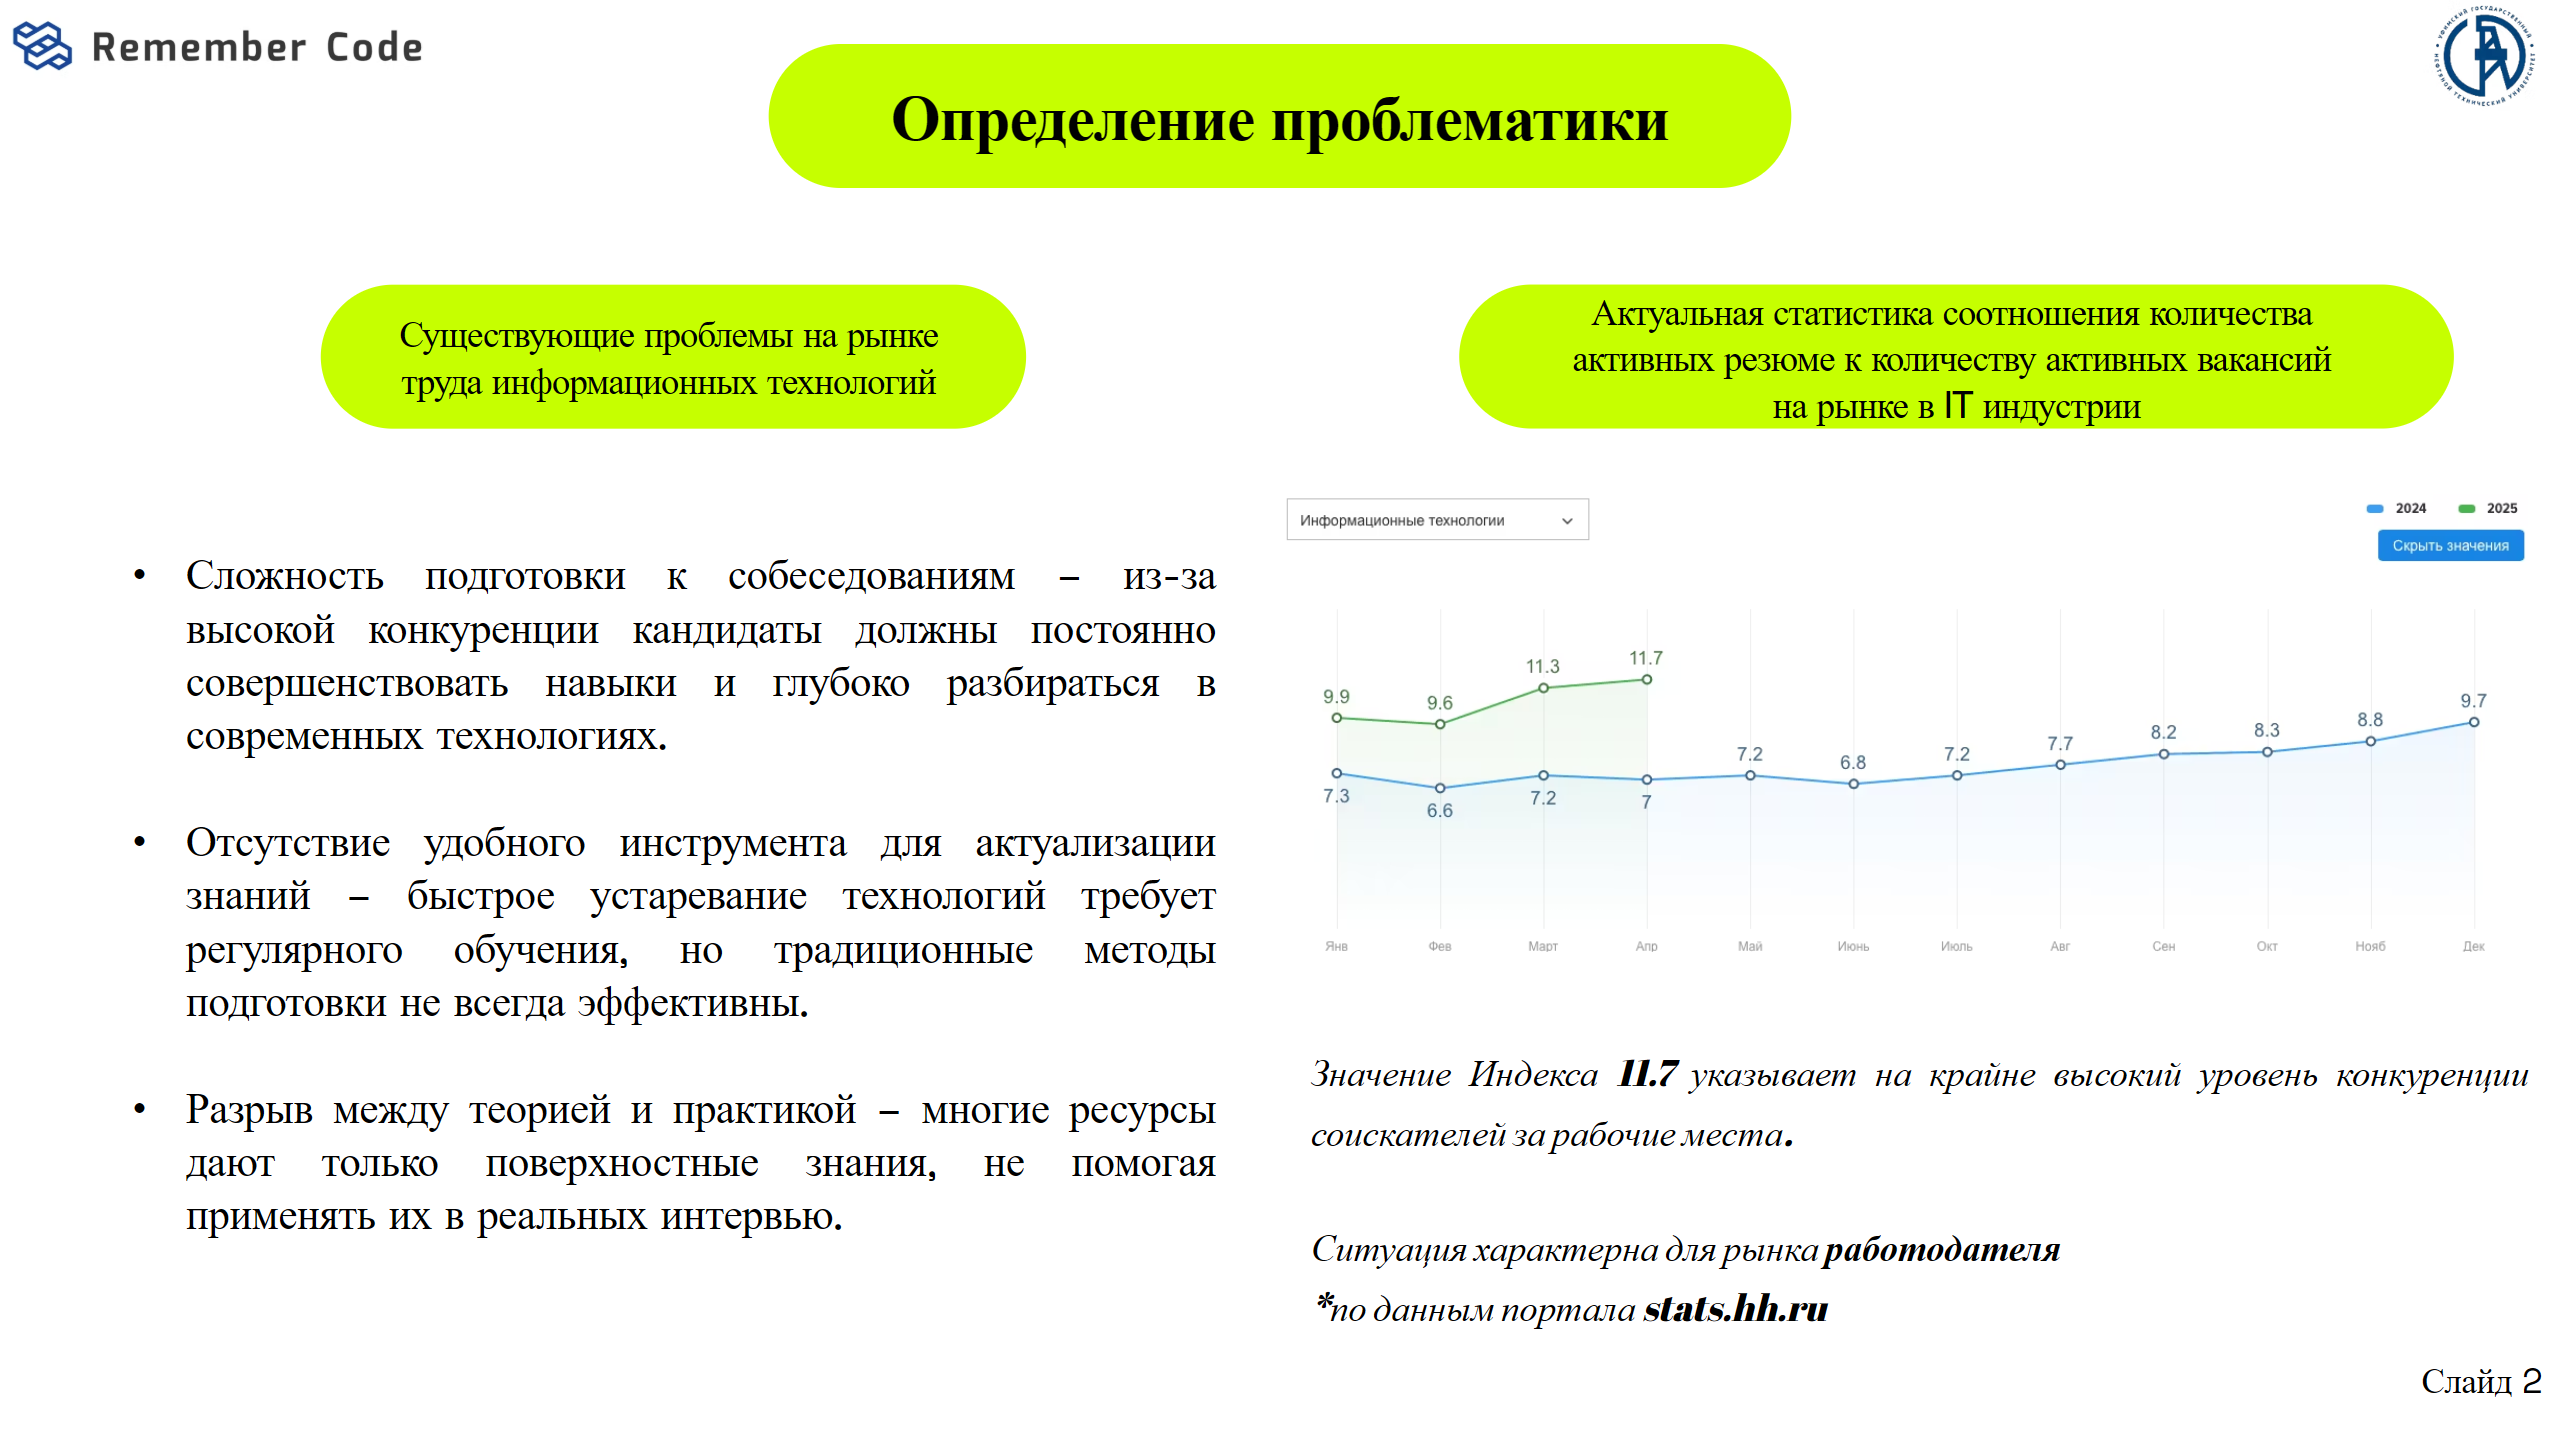 Remember Code
УФИМСКИЙ ГОСУДАРСТВЕННЫЙ
НЕФТЯНОЙ ТЕХНИЧЕСКИЙ УНИВЕРСИТЕТ
Определение проблематики
Существующие проблемы на рынке
труда информационных технологий
• Сложность подготовки к собеседованиям – из-за
высокой конкуренции кандидаты должны постоянно
совершенствовать навыки и глубоко разбираться в
современных технологиях.
• Отсутствие удобного инструмента для актуализации
знаний – быстрое устаревание технологий требует
регулярного обучения, но традиционные методы
подготовки не всегда эффективны.
• Разрыв между теорией и практикой – многие ресурсы
дают только поверхностные знания, не помогая
применять их в реальных интервью.
Актуальная статистика соотношения количества
активных резюме к количеству активных вакансий
на рынке в IT индустрии
Информационные технологии
2024 2025
Скрыть значения
9.9 9.6 11.3 11.7
7.3 6.6 7.2 7 7.2 6.8 7.2 7.7 8.2 8.3 8.8 9.7
Янв Фев Март Апр Май Июнь Июль Авг Сен Окт Нояб Дек
Значение Индекса 11.7 указывает на крайне высокий уровень конкуренции
соискателей за рабочие места.
Ситуация характерна для рынка работодателя
*по данным портала stats.hh.ru
Слайд 2